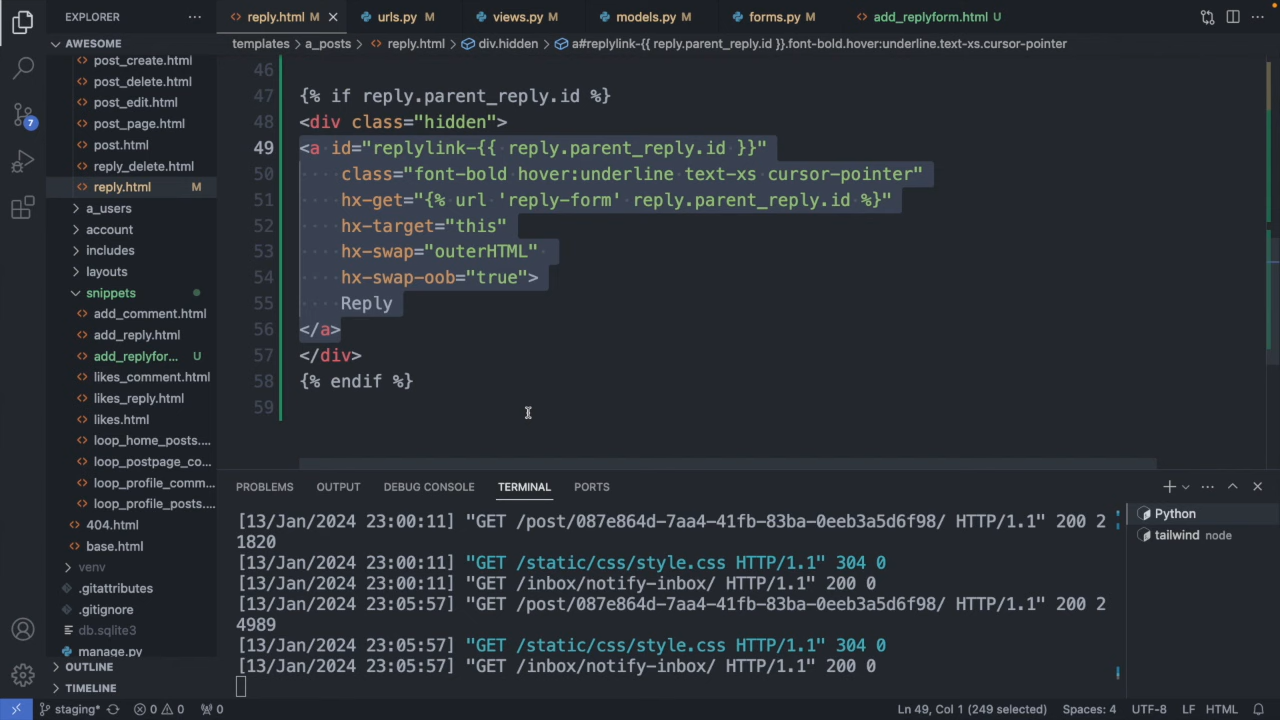 EXPLORER
AWESOME
post_create.html
post_delete.html
post_edit.html
post_page.html
post.html
reply_delete.html
reply.html M
a_users
account
includes
layouts
snippets
add_comment.html
add_reply.html
add_replyfor... U
likes_comment.html
likes_reply.html
likes.html
loop_home_posts....
loop_postpage_co...
loop_profile_comm...
loop_profile_posts....
404.html
base.html
venv
.gitattributes
.gitignore
db.sqlite3
manage.py
OUTLINE
TIMELINE
7
reply.html M
urls.py M
views.py M
models.py M
forms.py M
add_replyform.html U
templates > a_posts > reply.html > div.hidden > a#replylink-{{ reply.parent_reply.id }}.font-bold.hover:underline.text-xs.cursor-pointer
46
47 {% if reply.parent_reply.id %}
48 <div class="hidden">
49 <a id="replylink-{{ reply.parent_reply.id }}"
50 class="font-bold hover:underline text-xs cursor-pointer"
51 hx-get="{% url 'reply-form' reply.parent_reply.id %}"
52 hx-target="this"
53 hx-swap="outerHTML"
54 hx-swap-oob="true">
55 Reply
56 </a>
57 </div>
58 {% endif %}
59
PROBLEMS OUTPUT DEBUG CONSOLE TERMINAL PORTS
[13/Jan/2024 23:00:11] "GET /post/087e864d-7aa4-41fb-83ba-0eeb3a5d6f98/ HTTP/1.1" 200 2
1820
[13/Jan/2024 23:00:11] "GET /static/css/style.css HTTP/1.1" 304 0
[13/Jan/2024 23:00:11] "GET /inbox/notify-inbox/ HTTP/1.1" 200 0
[13/Jan/2024 23:05:57] "GET /post/087e864d-7aa4-41fb-83ba-0eeb3a5d6f98/ HTTP/1.1" 200 2
4989
[13/Jan/2024 23:05:57] "GET /static/css/style.css HTTP/1.1" 304 0
[13/Jan/2024 23:05:57] "GET /inbox/notify-inbox/ HTTP/1.1" 200 0
Python
tailwind node
staging* 0 0 0 Ln 49, Col 1 (249 selected) Spaces: 4 UTF-8 LF HTML